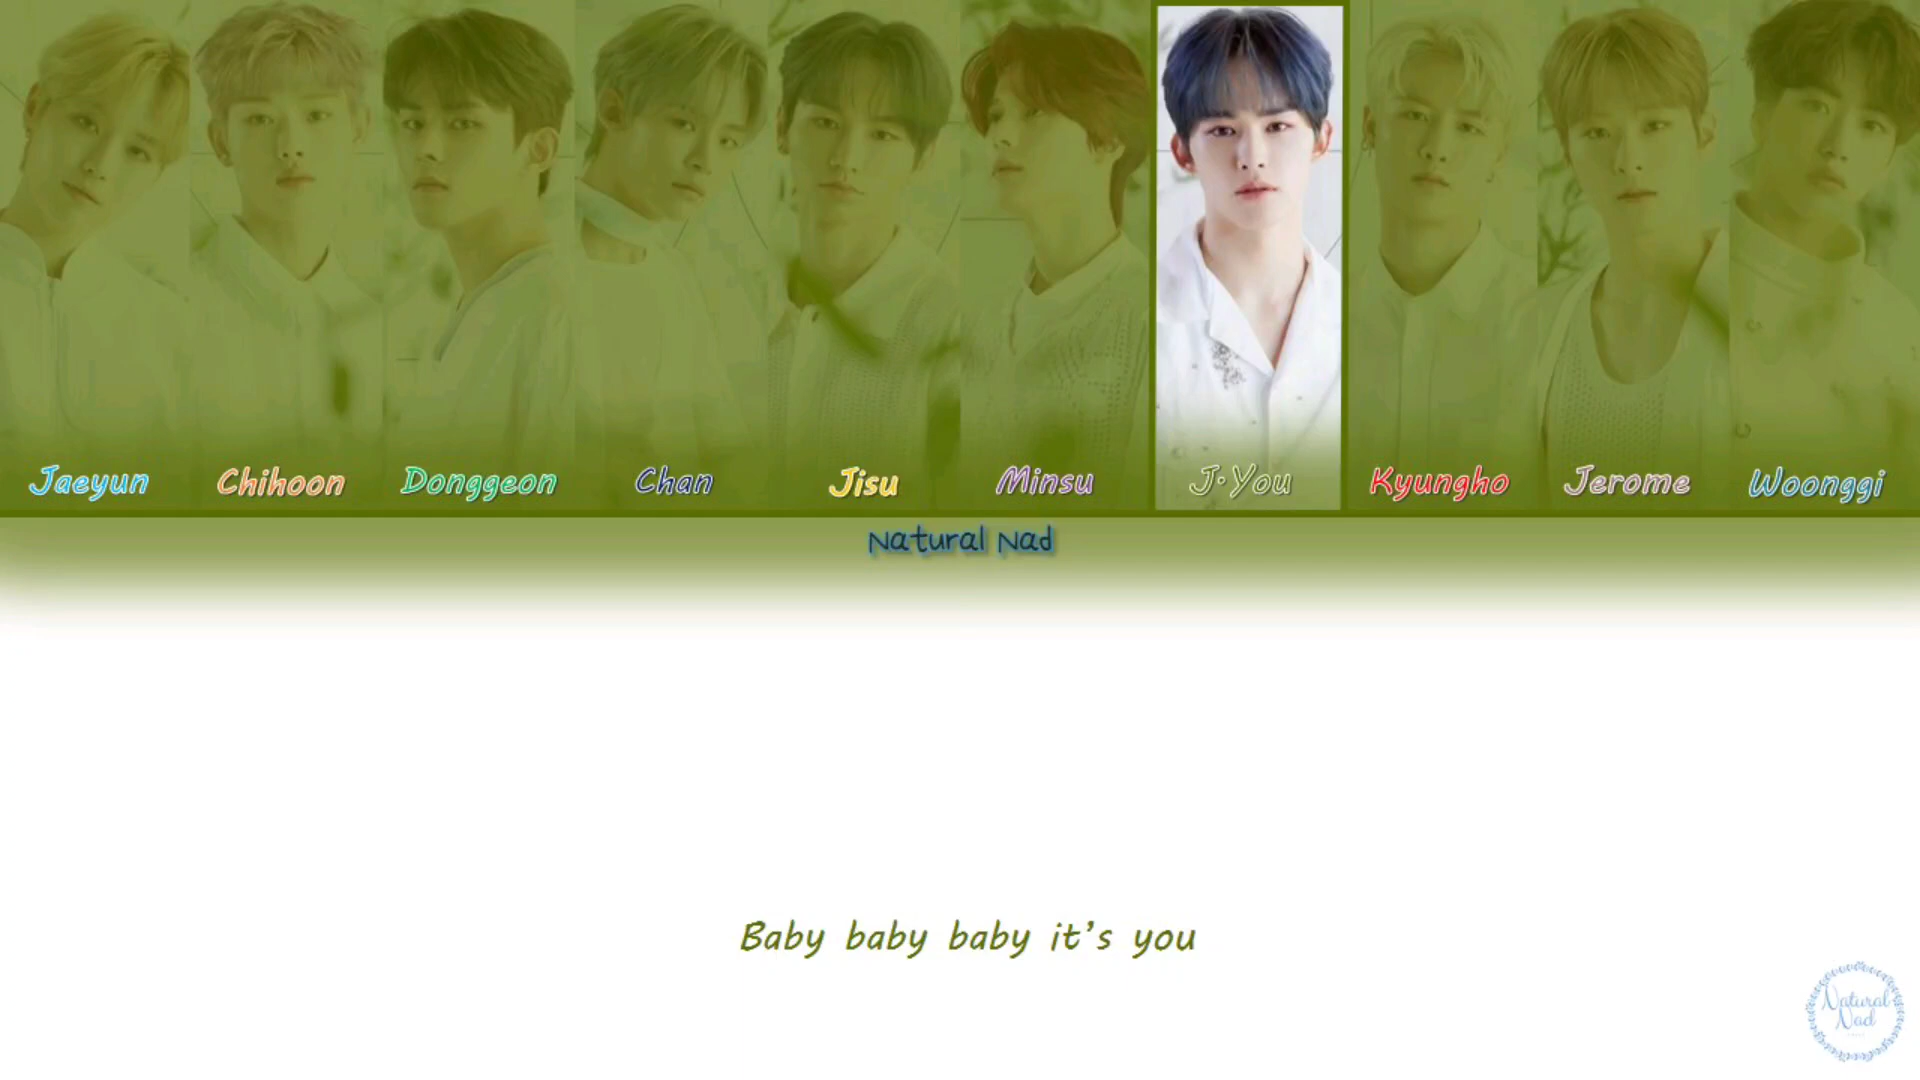 Jaeyun Chihoon Donggeon Chan Jisu Minsu J·You Kyungho Jerome Woonggi
Natural Nad
Baby baby baby it's you
Natural
Nad